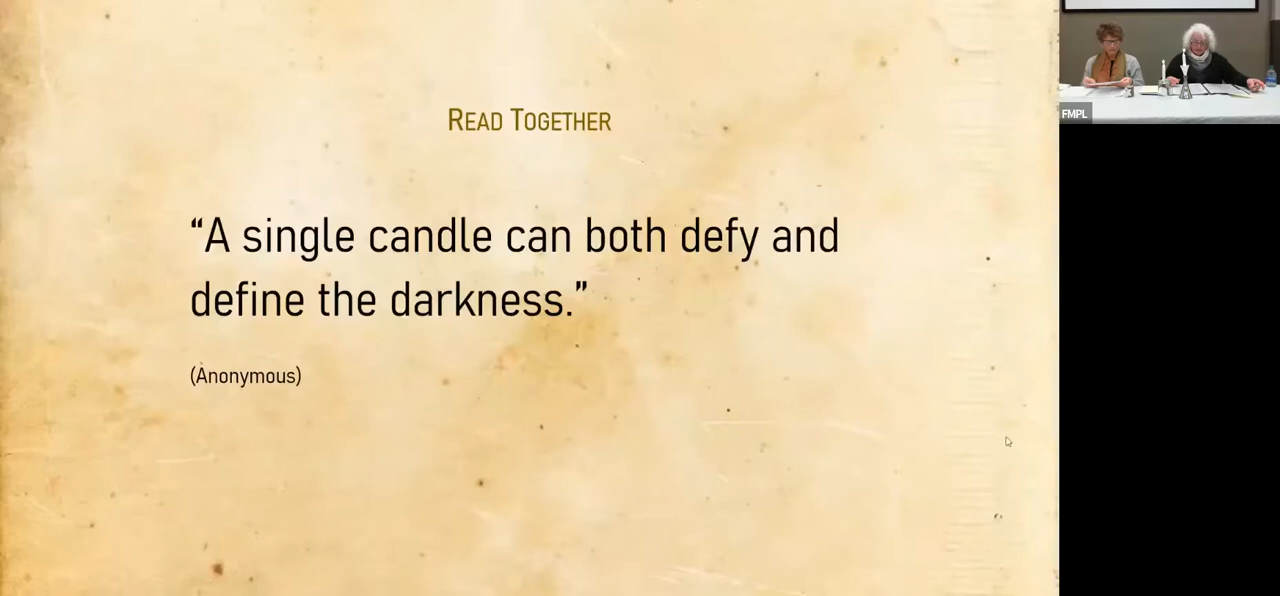 Read Together
“A single candle can both defy and
define the darkness.”
(Anonymous)
FMPL